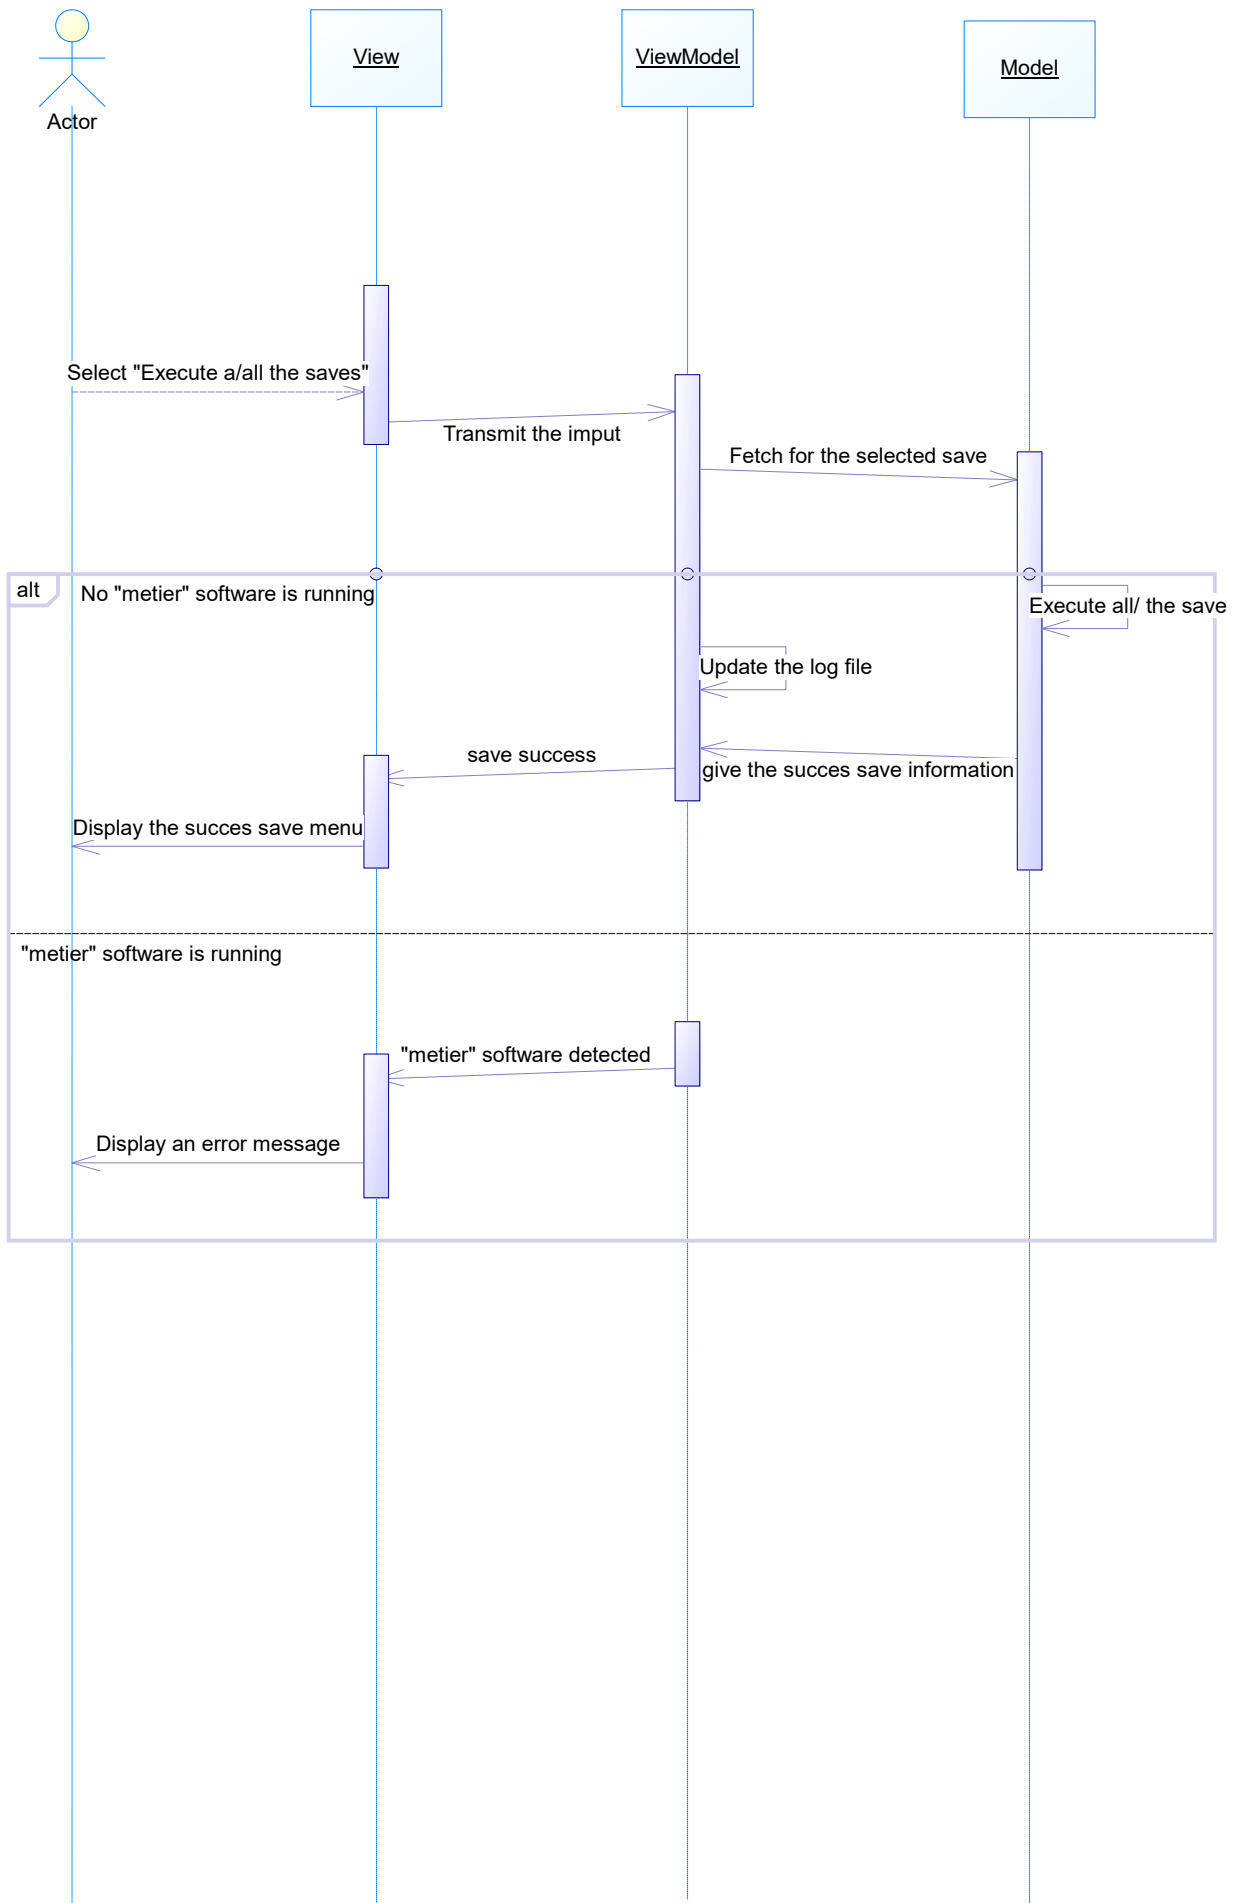 Actor
View
ViewModel
Model
Select "Execute a/all the saves"
Transmit the imput
Fetch for the selected save
alt
No "metier" software is running
Execute all/ the save
Update the log file
save success
give the succes save information
Display the succes save menu
"metier" software is running
"metier" software detected
Display an error message